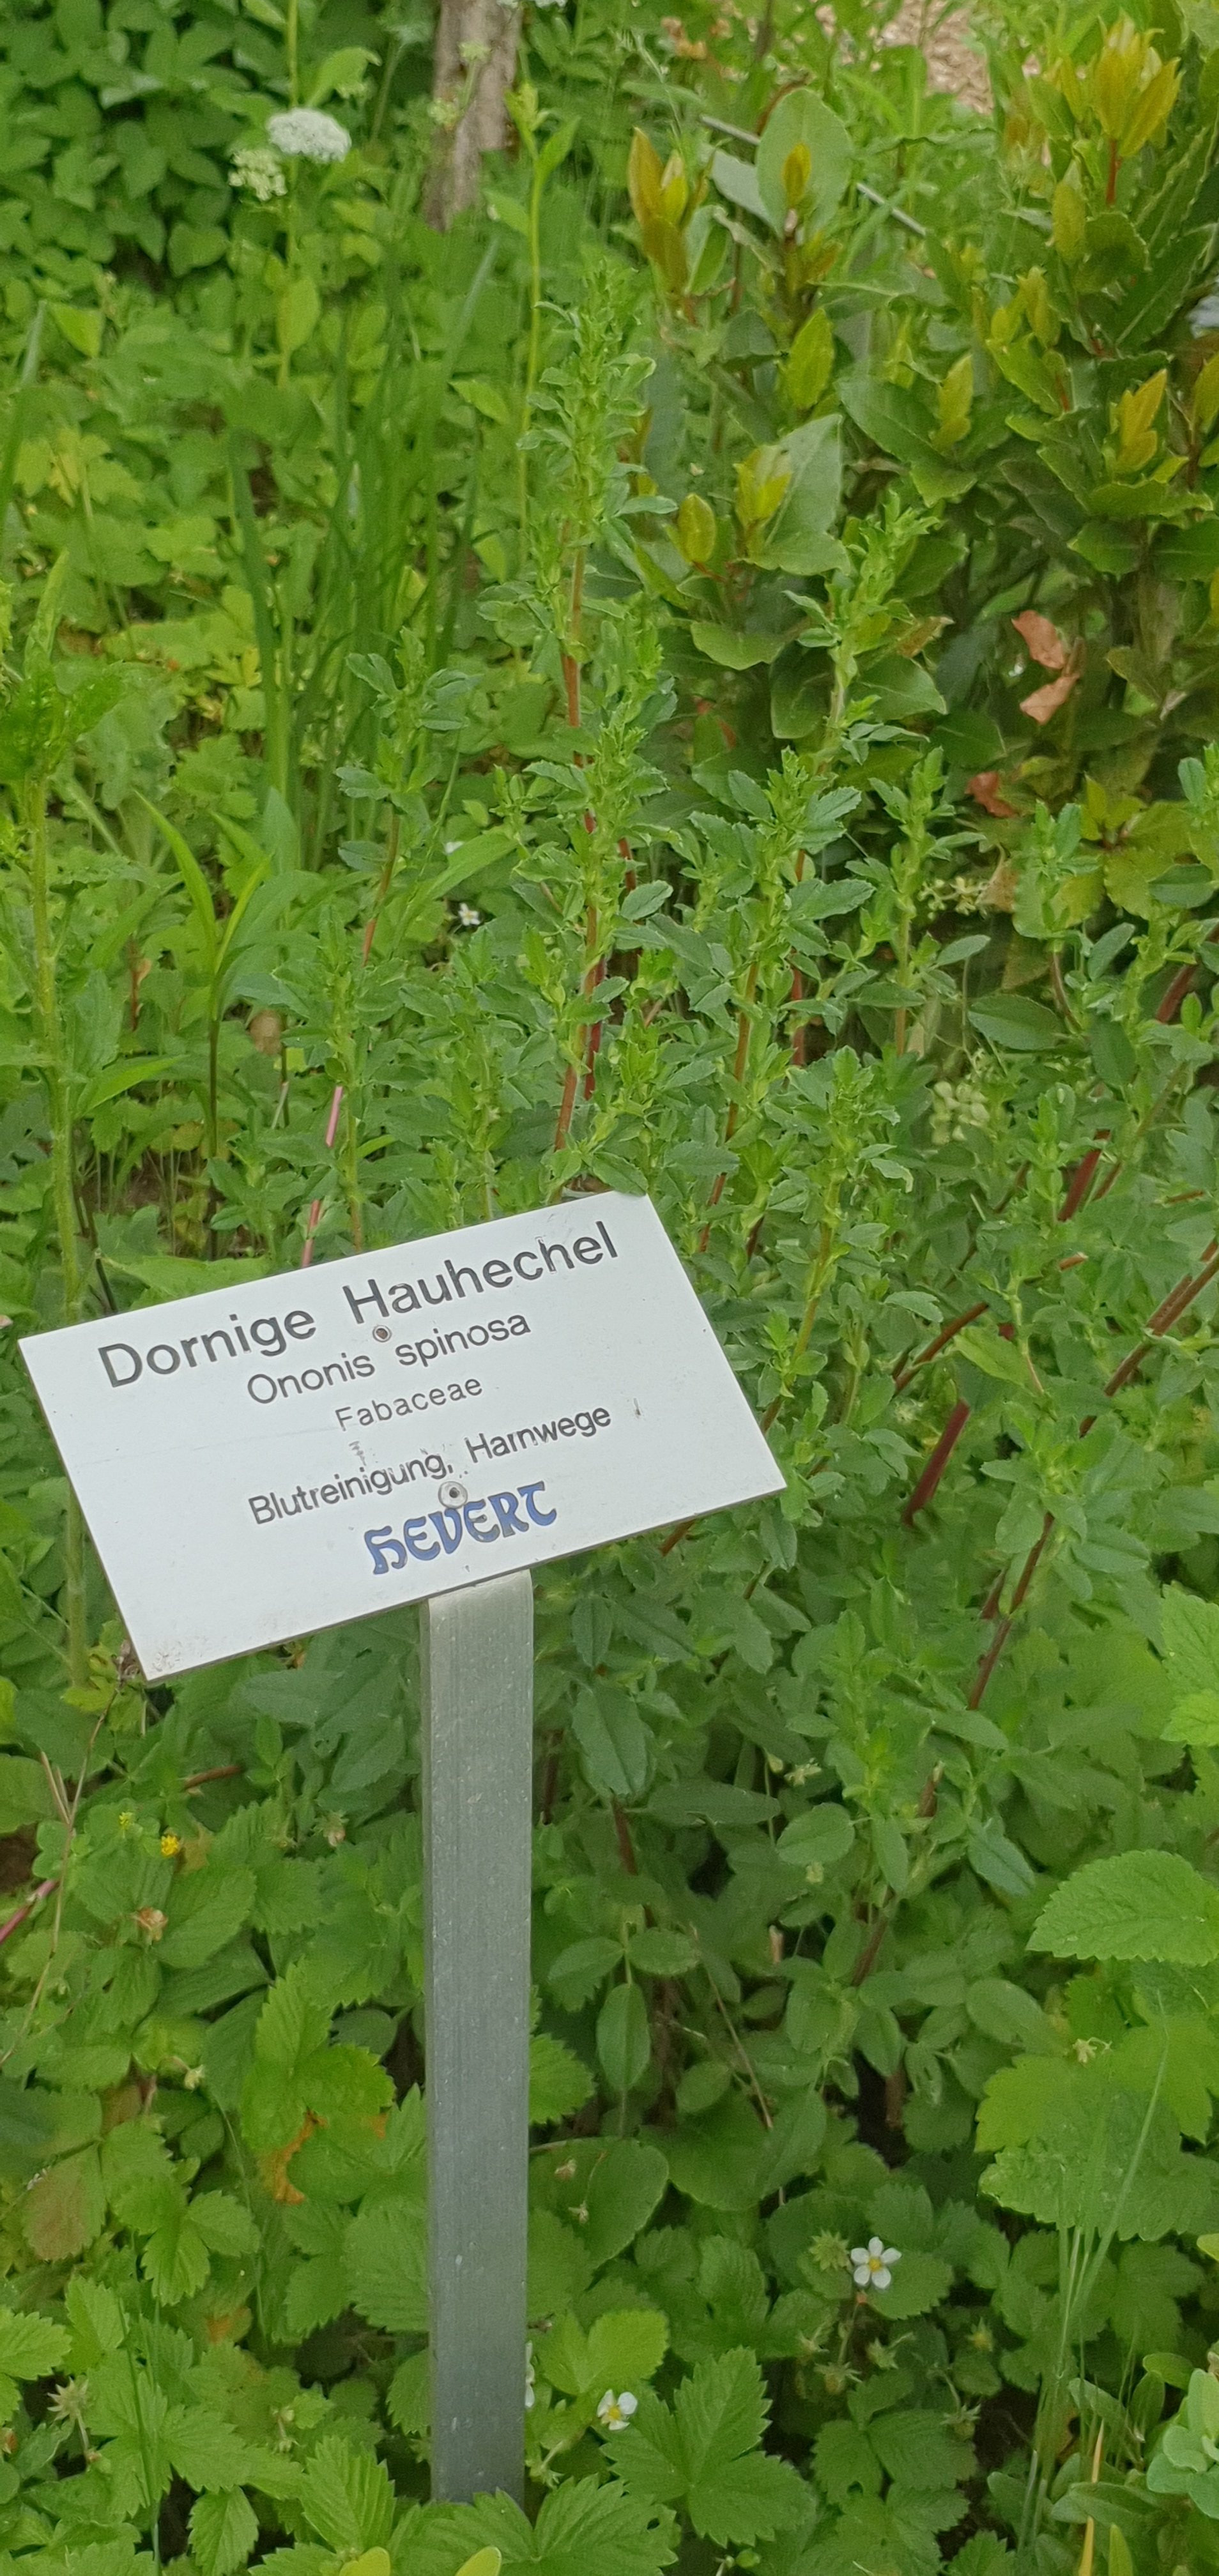 Dornige Hauhechel
Ononis spinosa
Fabaceae
Blutreinigung, Harnwege
HEVERT